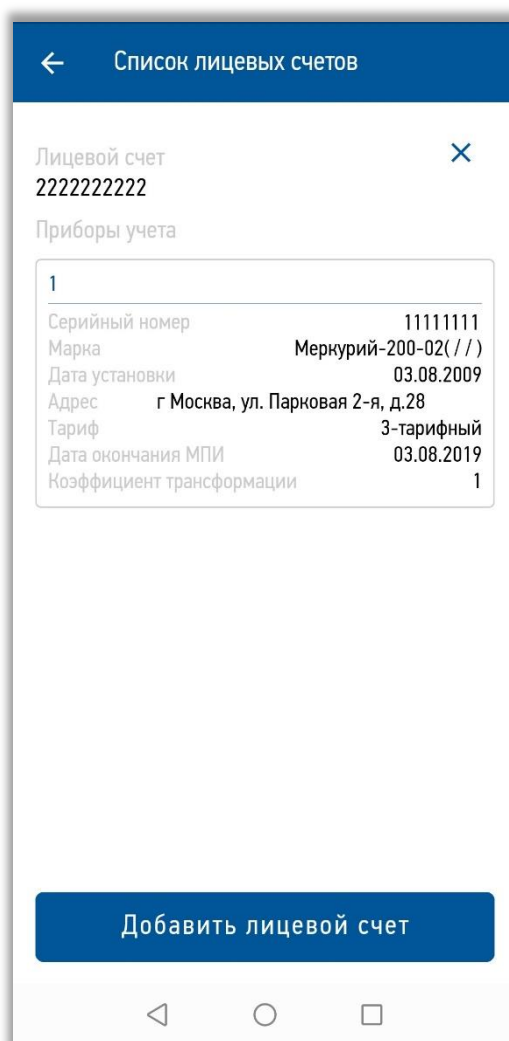 Список лицевых счетов
Лицевой счет
2222222222
Приборы учета
1
Серийный номер 11111111
Марка Меркурий-200-02( / / )
Дата установки 03.08.2009
Адрес г Москва, ул. Парковая 2-я, д.28
Тариф 3-тарифный
Дата окончания МПИ 03.08.2019
Коэффициент трансформации 1
Добавить лицевой счет